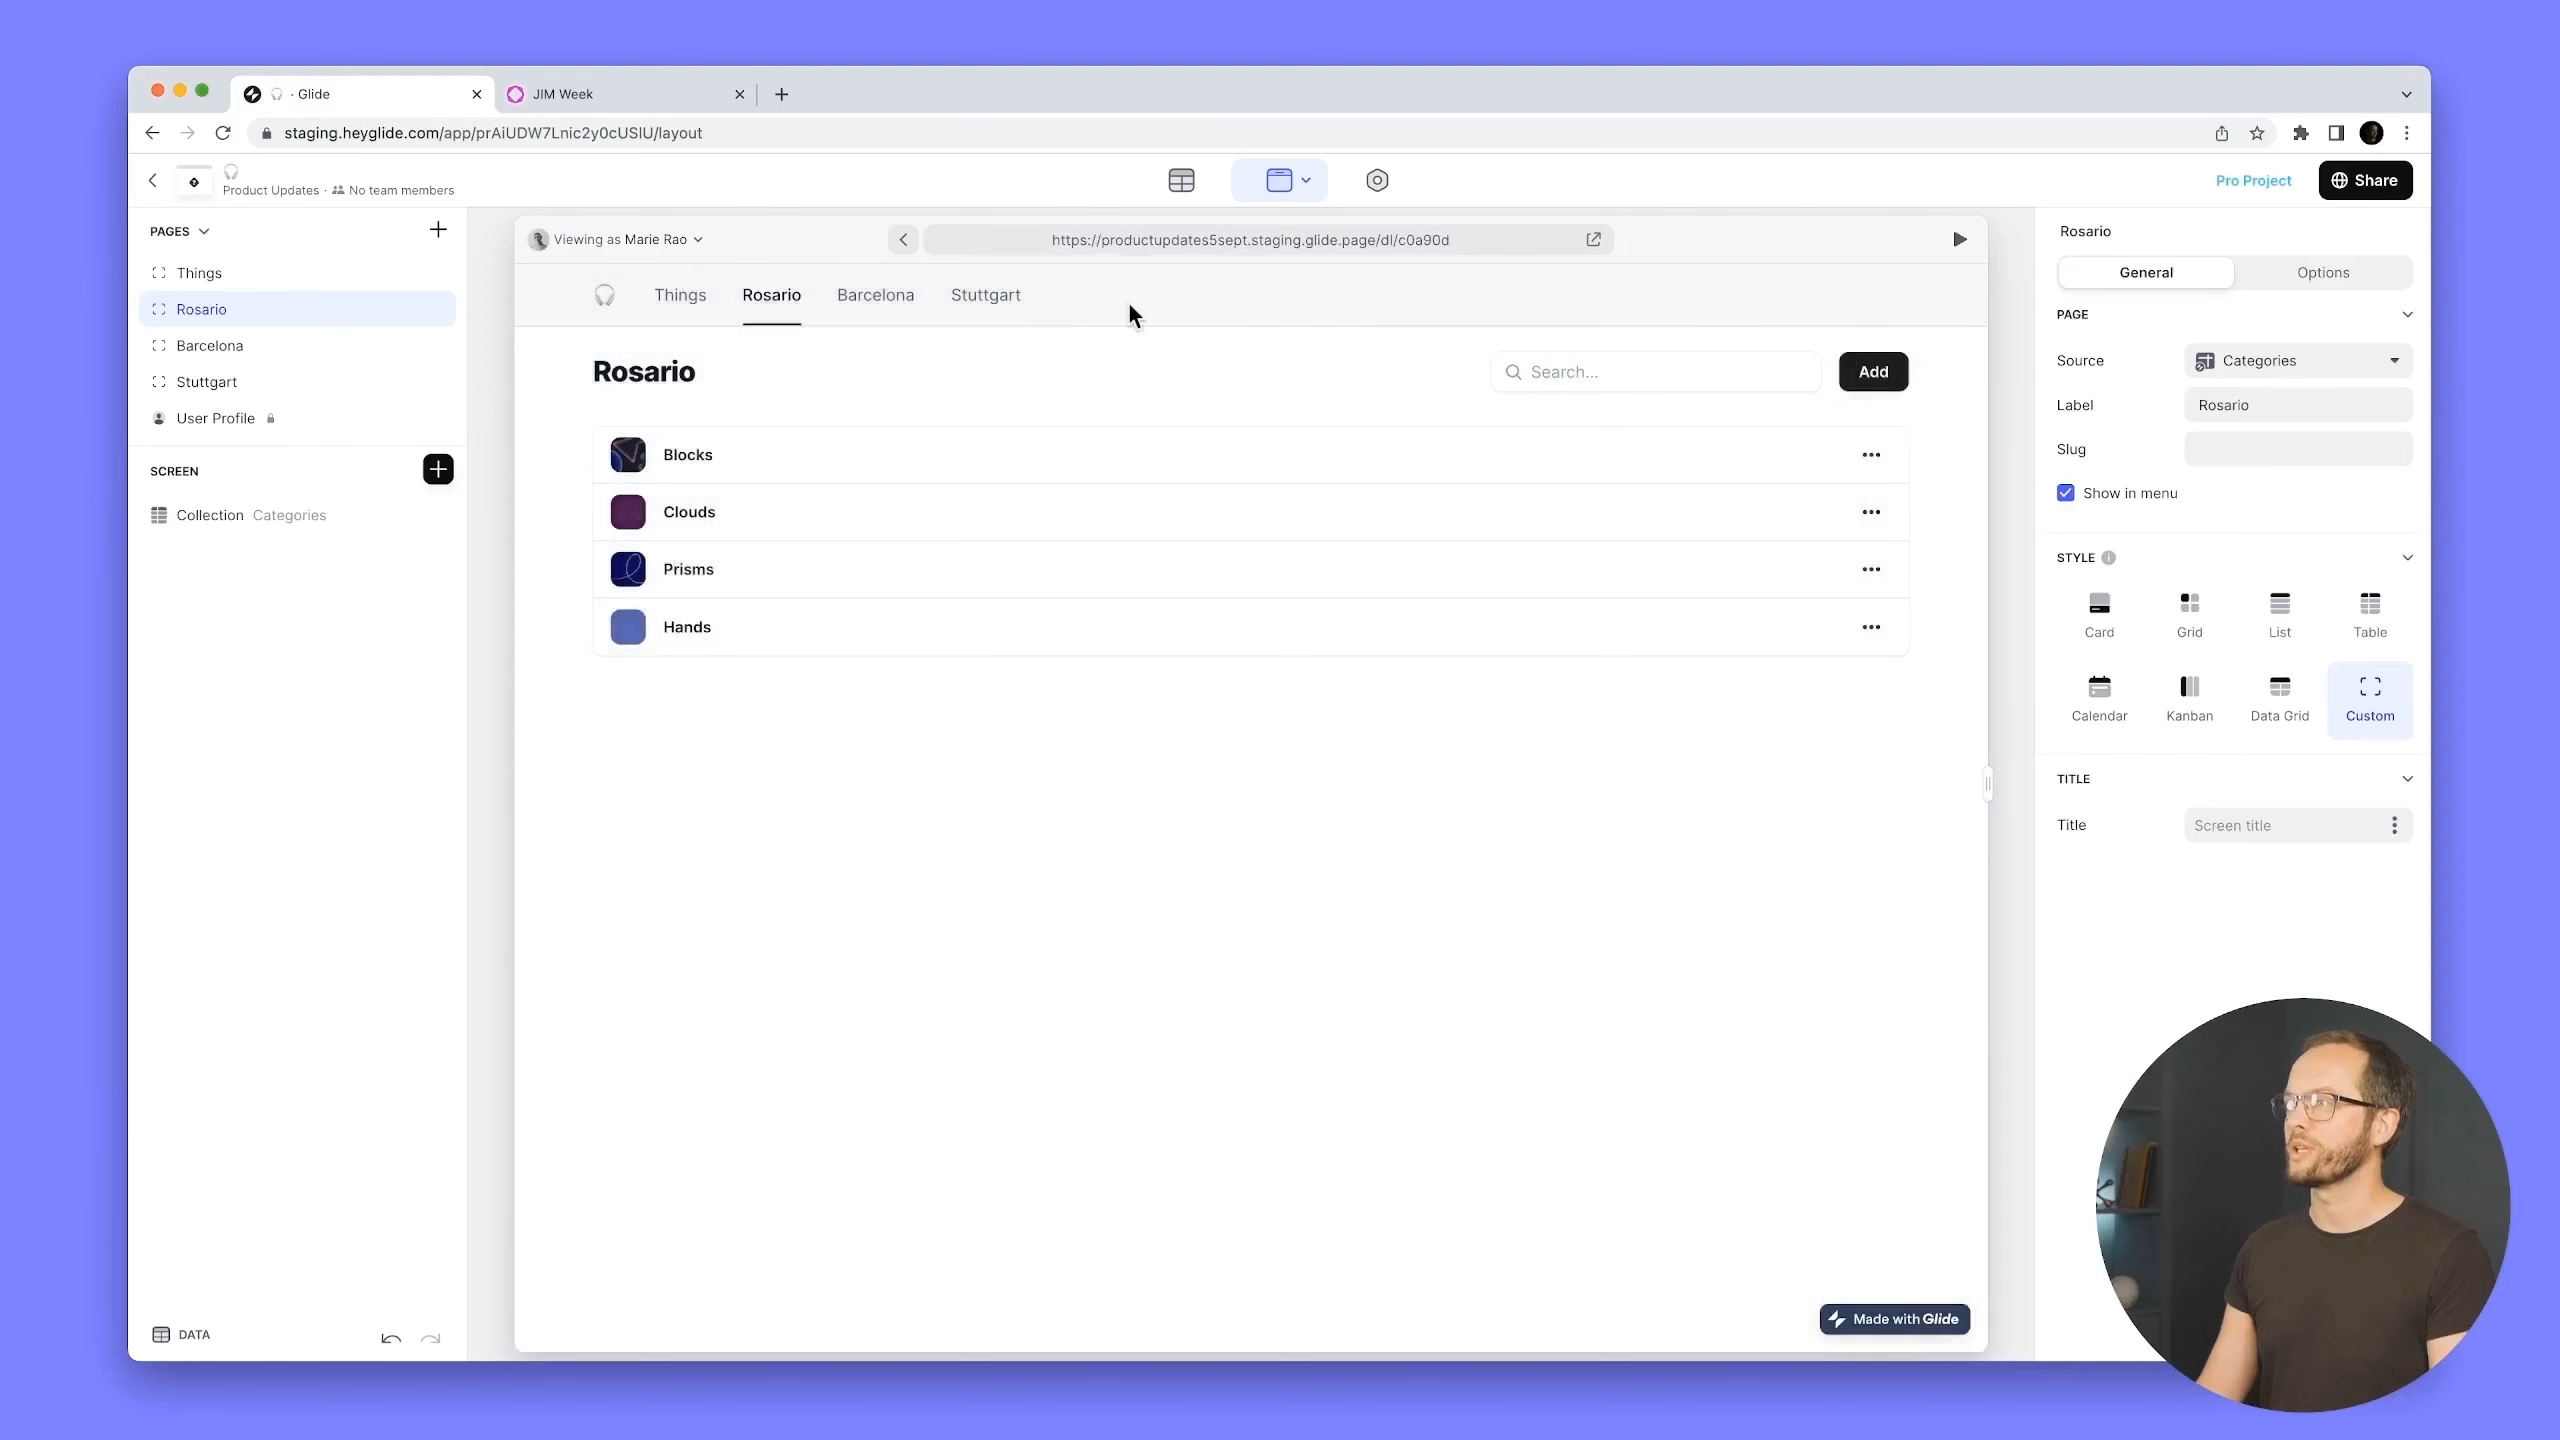 · Glide
JIM Week
staging.heyglide.com/app/prAiUDW7Lnic2y0cUSIU/layout
Product Updates · No team members
Pro Project
Share
PAGES
Things
Rosario
Barcelona
Stuttgart
User Profile
SCREEN
Collection Categories
DATA
Viewing as Marie Rao
https://productupdates5sept.staging.glide.page/dl/c0a90d
Things Rosario Barcelona Stuttgart
Rosario
Search...
Add
Blocks
Clouds
Prisms
Hands
Made with Glide
Rosario
General Options
PAGE
Source Categories
Label Rosario
Slug
Show in menu
STYLE
Card Grid List Table
Calendar Kanban Data Grid Custom
TITLE
Title Screen title